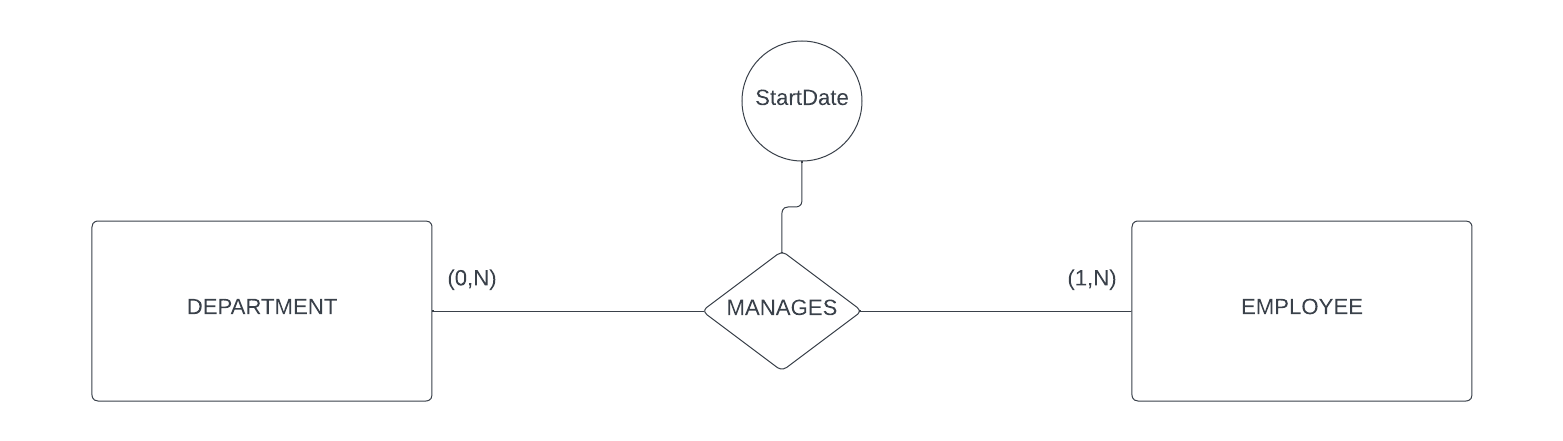 StartDate
(0,N)
(1,N)
DEPARTMENT
MANAGES
EMPLOYEE